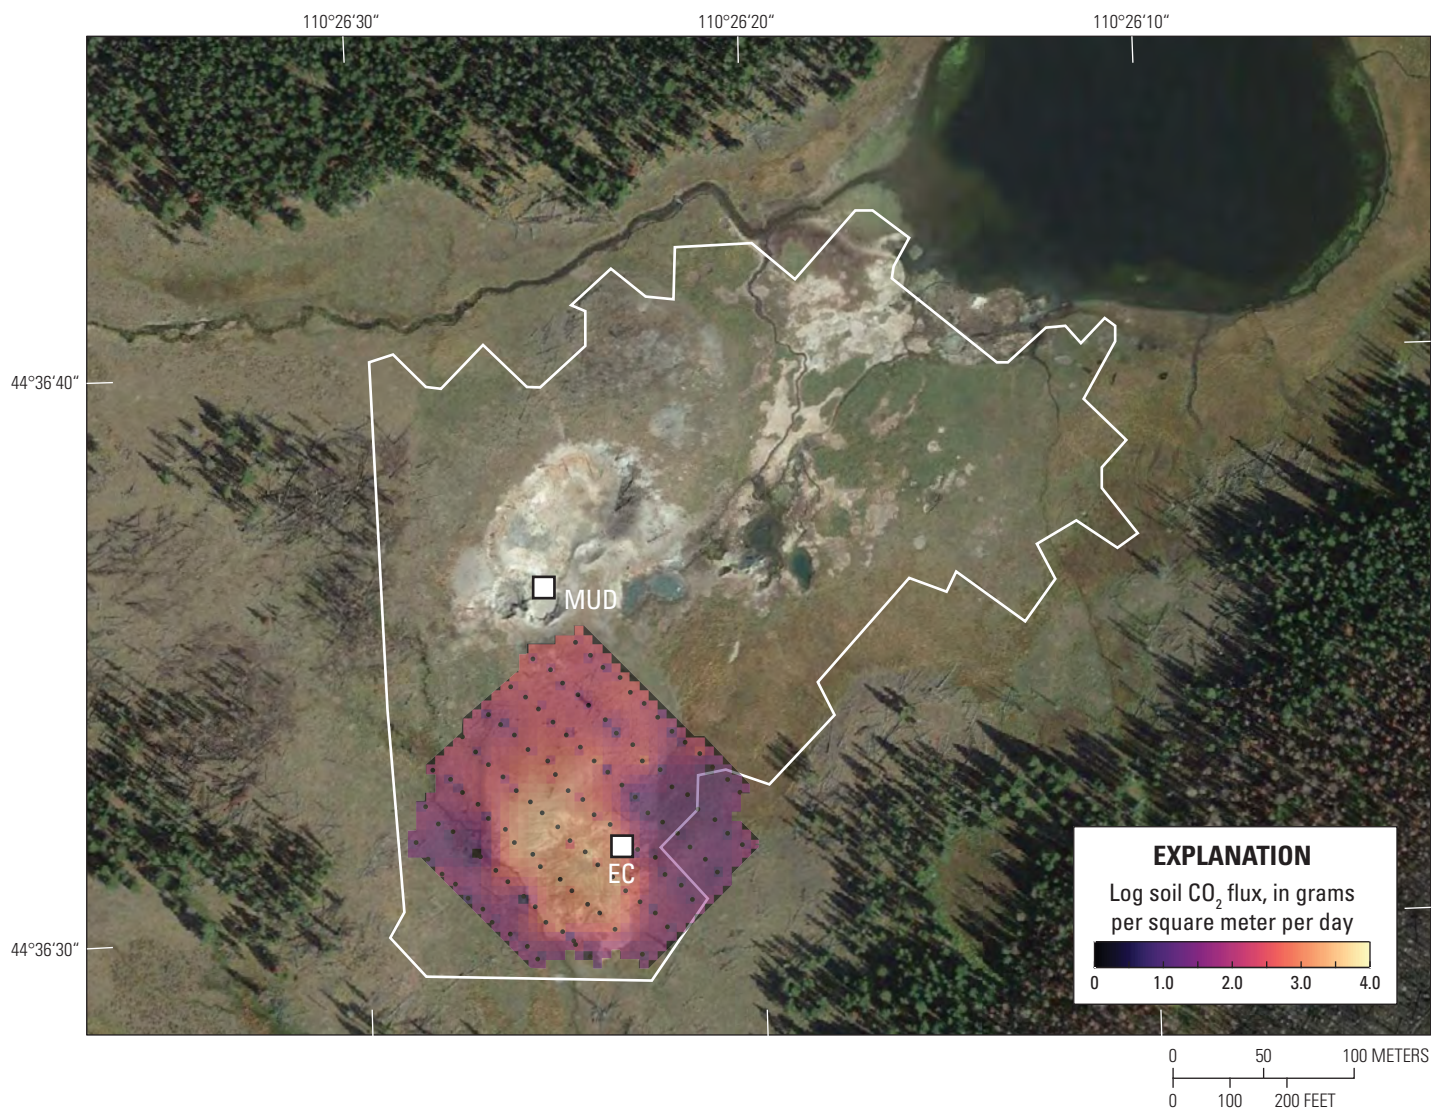 110°26‘30“
110°26‘20“
110°26‘10“
44°36‘40“
MUD
EC
44°36‘30“
EXPLANATION
Log soil CO₂ flux, in grams
per square meter per day
0 1.0 2.0 3.0 4.0
0 50 100 METERS
0 100 200 FEET